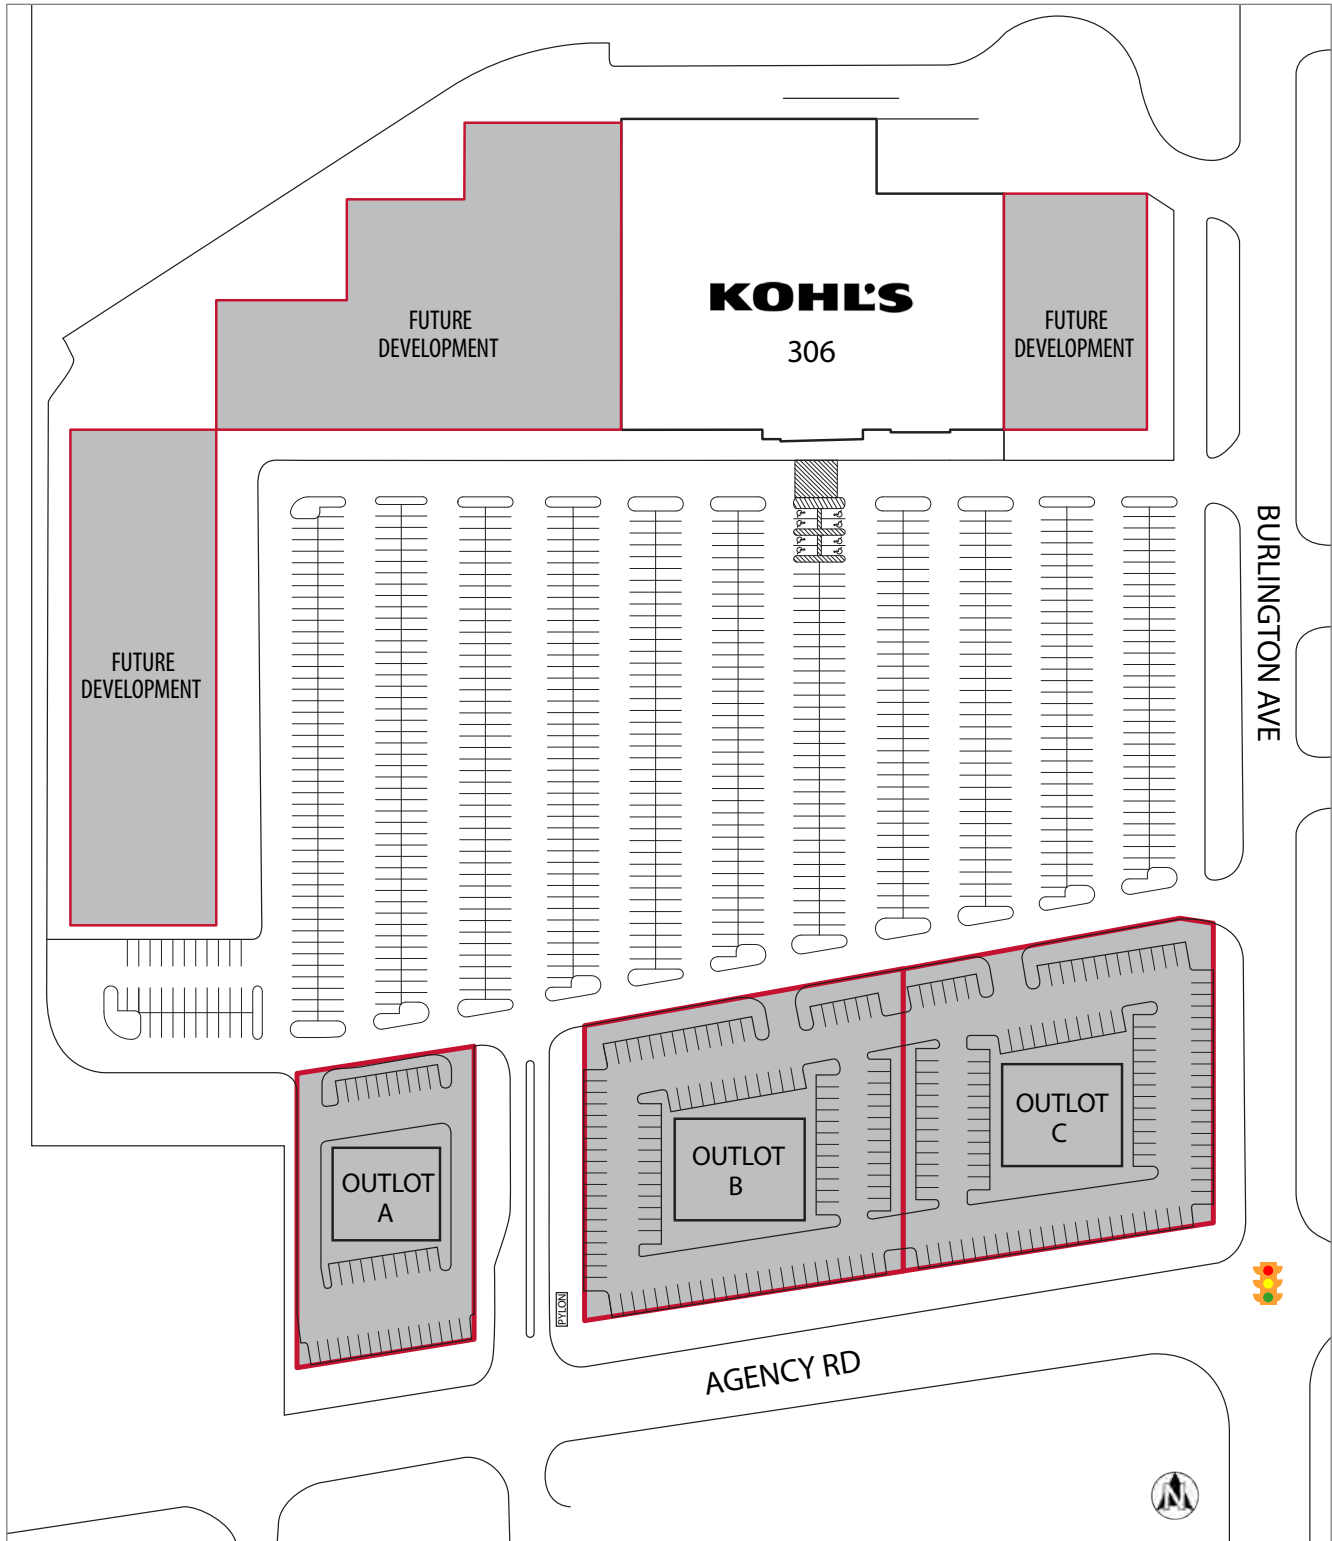 KOHL'S
306
FUTURE
DEVELOPMENT
FUTURE
DEVELOPMENT
FUTURE
DEVELOPMENT
BURLINGTON AVE
OUTLOT
A
OUTLOT
B
OUTLOT
C
PYLON
AGENCY RD
N